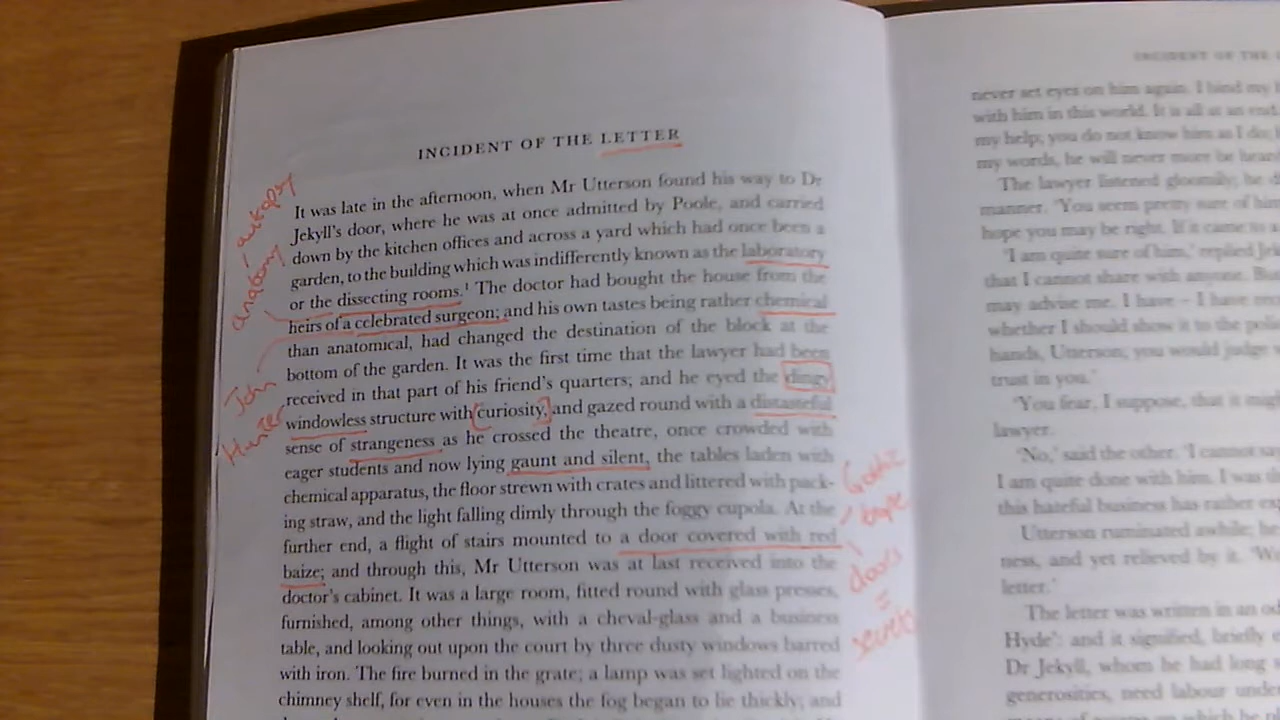 INCIDENT OF THE LETTER
It was late in the afternoon, when Mr Utterson found his way to Dr
Jekyll's door, where he was at once admitted by Poole, and carried
down by the kitchen offices and across a yard which had once been a
garden, to the building which was indifferently known as the laboratory
or the dissecting rooms.¹ The doctor had bought the house from the
heirs of a celebrated surgeon; and his own tastes being rather chemical
than anatomical, had changed the destination of the block at the
bottom of the garden. It was the first time that the lawyer had been
received in that part of his friend's quarters; and he eyed the dingy
windowless structure with curiosity, and gazed round with a distasteful
sense of strangeness as he crossed the theatre, once crowded with
eager students and now lying gaunt and silent, the tables laden with
chemical apparatus, the floor strewn with crates and littered with pack-
ing straw, and the light falling dimly through the foggy cupola. At the
further end, a flight of stairs mounted to a door covered with red
baize; and through this, Mr Utterson was at last received into the
doctor's cabinet. It was a large room, fitted round with glass presses,
furnished, among other things, with a cheval-glass and a business
table, and looking out upon the court by three dusty windows barred
with iron. The fire burned in the grate; a lamp was set lighted on the
chimney shelf, for even in the houses the fog began to lie thickly; and
autopsy
anatomy
John
Hunter
Gothic
trope
doors
=
secrets
INCIDENT OF THE
never set eyes on him again. I bind my
with him in this world. It is all at an end
my help; you do not know him as I do;
my words, he will never more be heard
The lawyer listened gloomily; he
manner. 'You seem pretty sure of him
hope you may be right. If it came to a
'I am quite sure of him,' replied
that I cannot share with anyone. But
may advise me. I have – I have
whether I should show it to the
hands, Utterson; you would judge
trust in you.'
'You fear, I suppose, that it
lawyer.
'No,' said the other. 'I cannot say
I am quite done with him. I was
this hateful business has rather
Utterson ruminated awhile; he
ness, and yet relieved by it.
letter.'
The letter was written in an
Hyde': and it signified, briefly
Dr Jekyll, whom he had long
generosities, need labour under